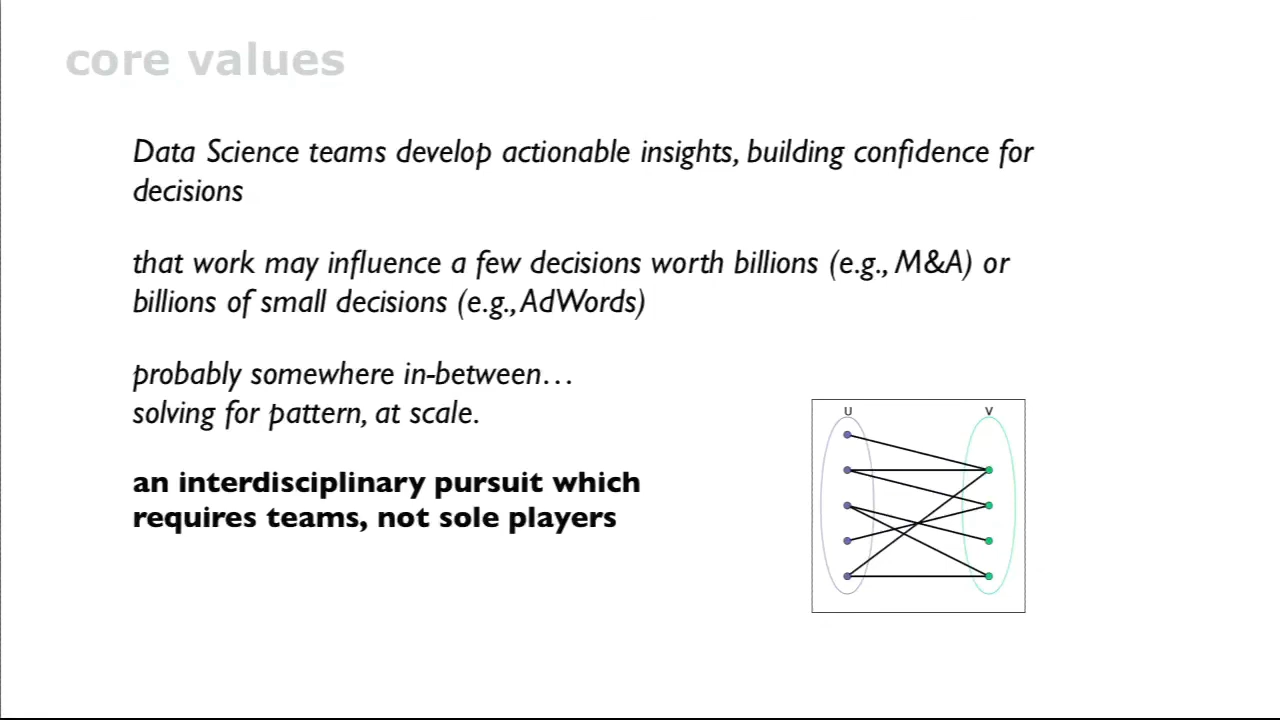 core values
Data Science teams develop actionable insights, building confidence for
decisions
that work may influence a few decisions worth billions (e.g., M&A) or
billions of small decisions (e.g., AdWords)
probably somewhere in-between…
solving for pattern, at scale.
an interdisciplinary pursuit which
requires teams, not sole players
U V